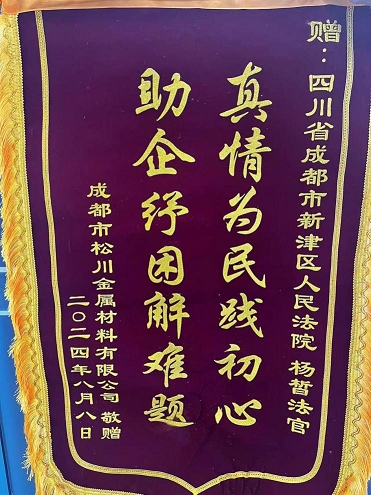 赠：四川省成都市新津区人民法院 杨晢法官
真情为民践初心
助企纾困解难题
成都市松川金属材料有限公司 敬赠
二〇二四年八月八日